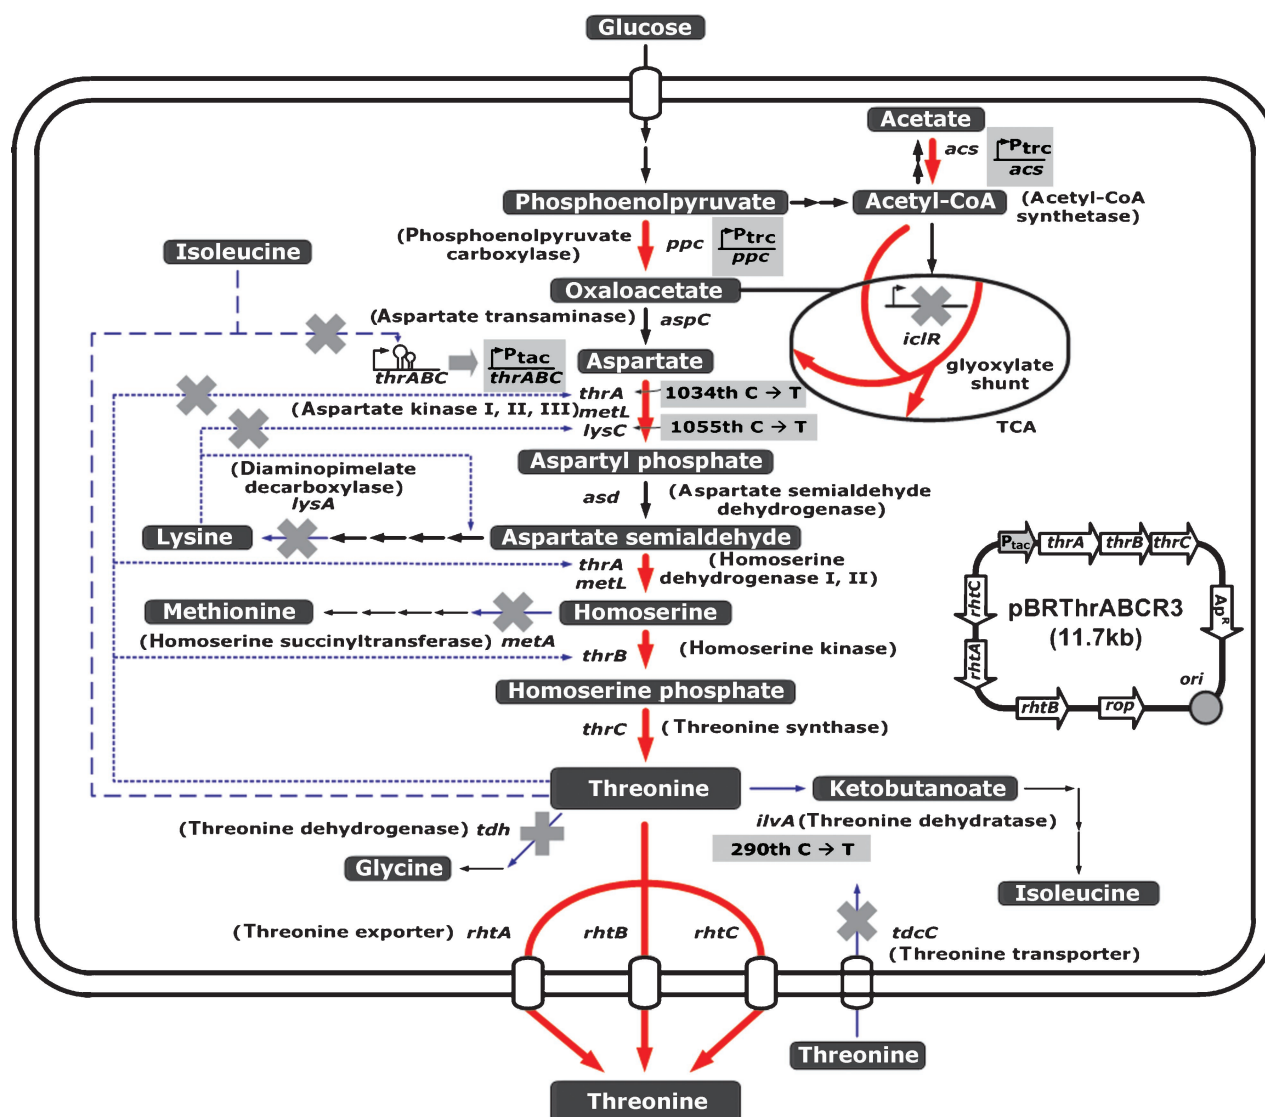 Glucose
Acetate
acs
Ptrc
acs
Phosphoenolpyruvate
Acetyl-CoA
(Acetyl-CoA
synthetase)
(Phosphoenolpyruvate
carboxylase)
ppc
Ptrc
ppc
Isoleucine
Oxaloacetate
(Aspartate transaminase)
aspC
iclR
glyoxylate
shunt
TCA
thrABC
Ptac
thrABC
Aspartate
thrA
1034th C → T
(Aspartate kinase I, II, III)
metL
lysC
1055th C → T
Aspartyl phosphate
(Diaminopimelate
decarboxylase)
lysA
asd
(Aspartate semialdehyde
dehydrogenase)
Lysine
Aspartate semialdehyde
thrA
metL
(Homoserine
dehydrogenase I, II)
Methionine
Homoserine
(Homoserine succinyltransferase)
metA
thrB
(Homoserine kinase)
Homoserine phosphate
thrC
(Threonine synthase)
Ptac
thrA
thrB
thrC
rhtC
ApR
pBRThrABCR3
(11.7kb)
rhtA
ori
rhtB
rop
Threonine
Ketobutanoate
(Threonine dehydrogenase) tdh
ilvA (Threonine dehydratase)
290th C → T
Glycine
Isoleucine
(Threonine exporter) rhtA
rhtB
rhtC
tdcC
(Threonine transporter)
Threonine
Threonine